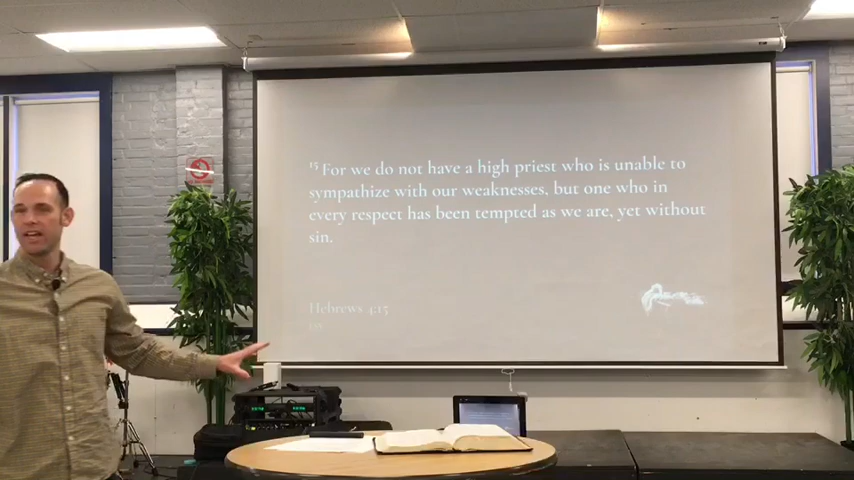 15 For we do not have a high priest who is unable to
sympathize with our weaknesses, but one who in
every respect has been tempted as we are, yet without
sin.
Hebrews 4:15